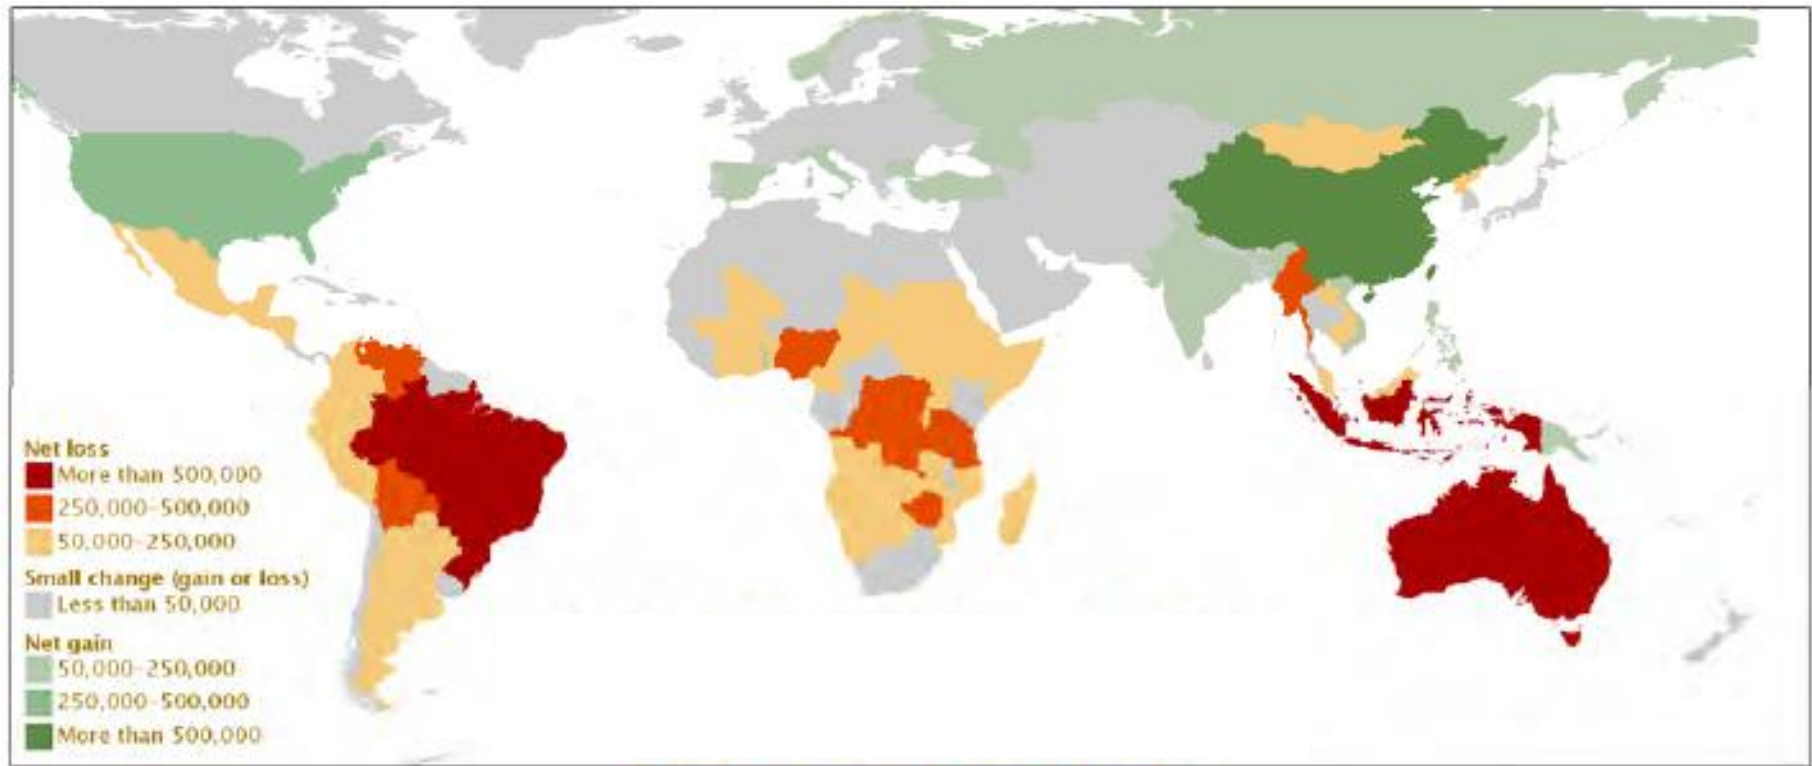 Net loss
More than 500,000
250,000–500,000
50,000–250,000
Small change (gain or loss)
Less than 50,000
Net gain
50,000–250,000
250,000–500,000
More than 500,000